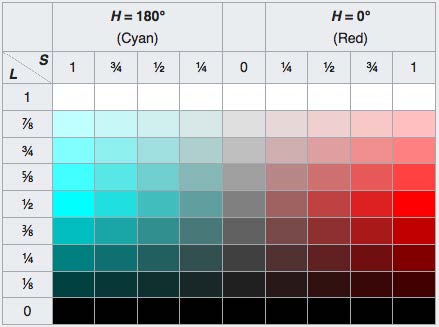 H = 180° H = 0°
(Cyan) (Red)
S
L
1 ¾ ½ ¼ 0 ¼ ½ ¾ 1
1
⅞
¾
⅝
½
⅜
¼
⅛
0